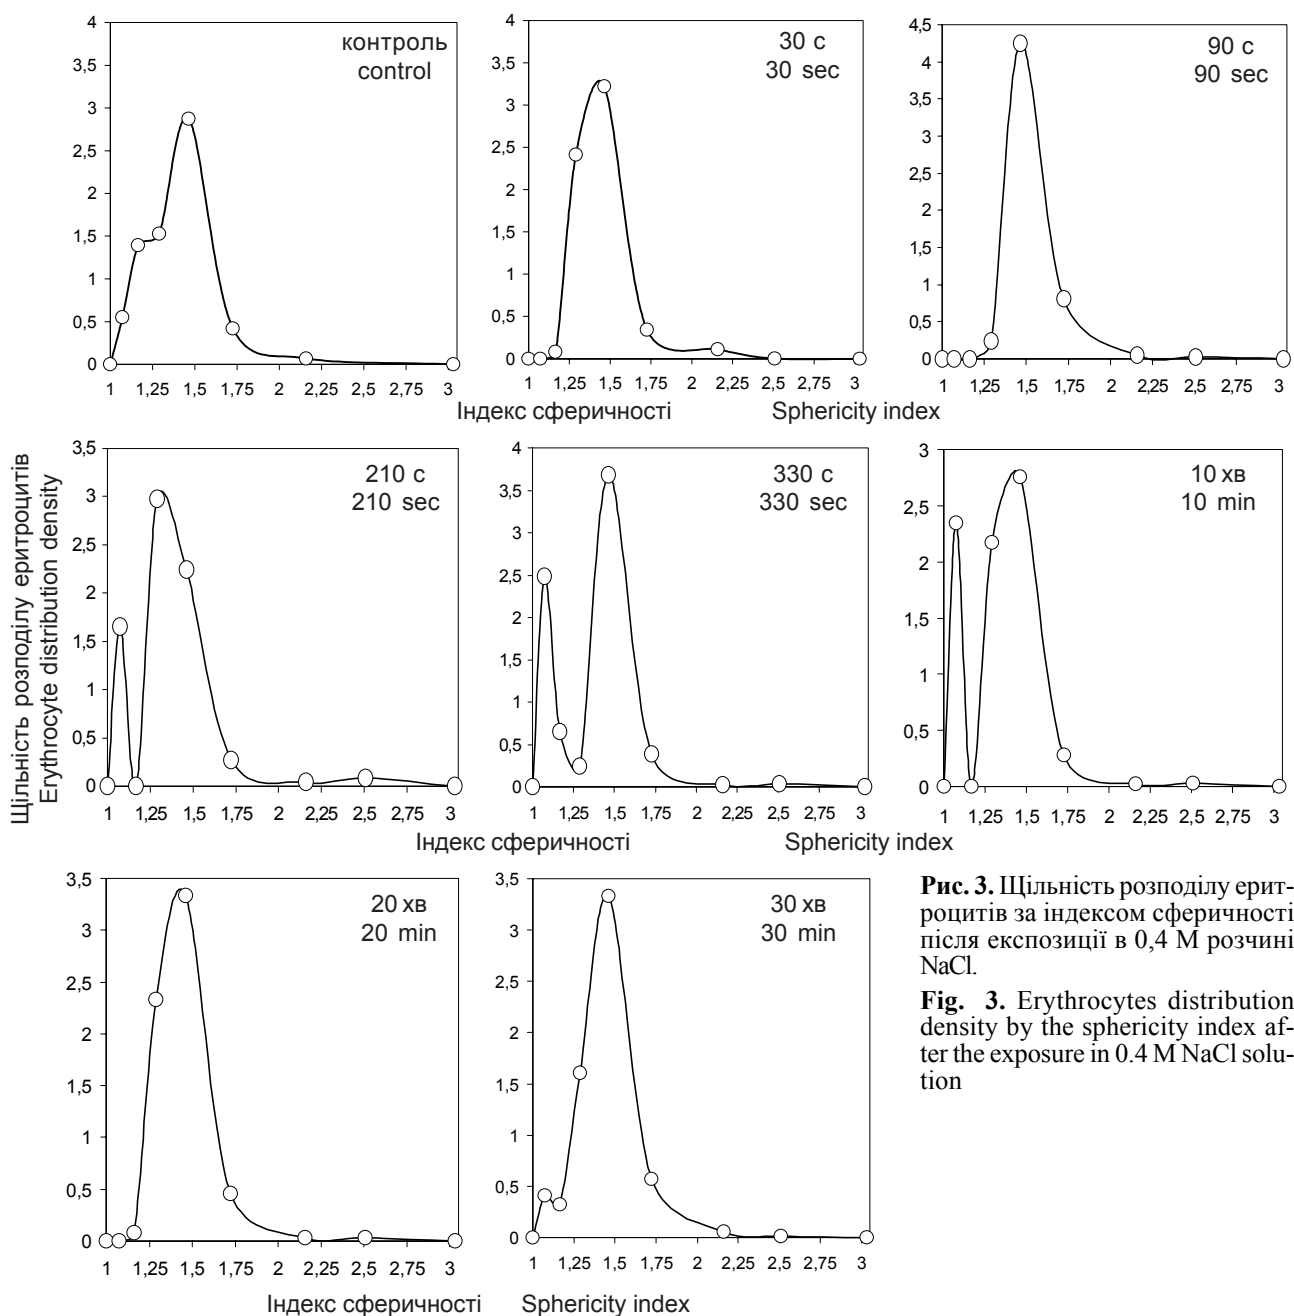 контроль
control
4
3,5
3
2,5
2
1,5
1
0,5
0
1 1,25 1,5 1,75 2 2,25 2,5 2,75 3
30 с
30 sec
4
3,5
3
2,5
2
1,5
1
0,5
0
1 1,25 1,5 1,75 2 2,25 2,5 2,75 3
90 с
90 sec
4,5
4
3,5
3
2,5
2
1,5
1
0,5
0
1 1,25 1,5 1,75 2 2,25 2,5 2,75 3
Індекс сферичності Sphericity index
Щільність розподілу еритроцитів
Erythrocyte distribution density
210 с
210 sec
3,5
3
2,5
2
1,5
1
0,5
0
1 1,25 1,5 1,75 2 2,25 2,5 2,75 3
330 с
330 sec
4
3,5
3
2,5
2
1,5
1
0,5
0
1 1,25 1,5 1,75 2 2,25 2,5 2,75 3
10 хв
10 min
3
2,5
2
1,5
1
0,5
0
1 1,25 1,5 1,75 2 2,25 2,5 2,75 3
Індекс сферичності Sphericity index
20 хв
20 min
3,5
3
2,5
2
1,5
1
0,5
0
1 1,25 1,5 1,75 2 2,25 2,5 2,75 3
30 хв
30 min
3,5
3
2,5
2
1,5
1
0,5
0
1 1,25 1,5 1,75 2 2,25 2,5 2,75 3
Індекс сферичності Sphericity index
Рис. 3. Щільність розподілу ерит-
роцитів за індексом сферичності
після експозиції в 0,4 М розчині
NaCl.
Fig. 3. Erythrocytes distribution
density by the sphericity index af-
ter the exposure in 0.4 M NaCl solu-
tion